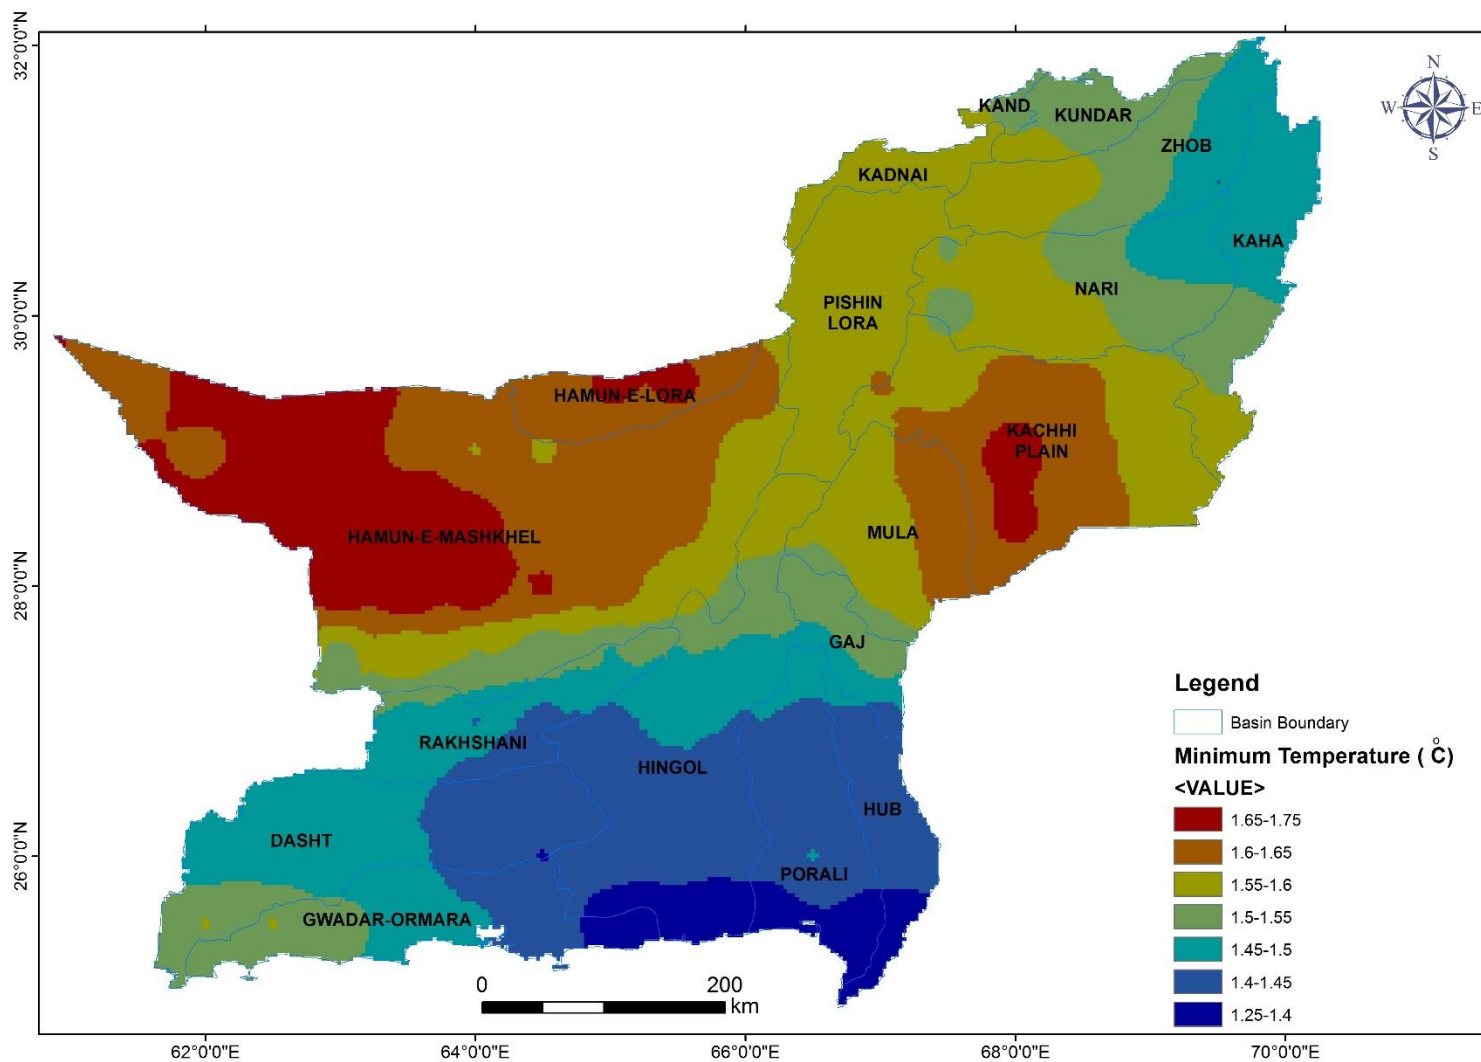 32°0'0"N
30°0'0"N
28°0'0"N
26°0'0"N
N
W
E
S
KAND
KUNDAR
ZHOB
KADNAI
KAHA
NARI
PISHIN
LORA
HAMUN-E-LORA
KACHHI
PLAIN
HAMUN-E-MASHKHEL
MULA
GAJ
RAKHSHANI
HINGOL
HUB
DASHT
PORALI
GWADAR-ORMARA
Legend
Basin Boundary
Minimum Temperature ( C̊)
<VALUE>
1.65-1.75
1.6-1.65
1.55-1.6
1.5-1.55
1.45-1.5
1.4-1.45
1.25-1.4
0 200
km
62°0'0"E 64°0'0"E 66°0'0"E 68°0'0"E 70°0'0"E